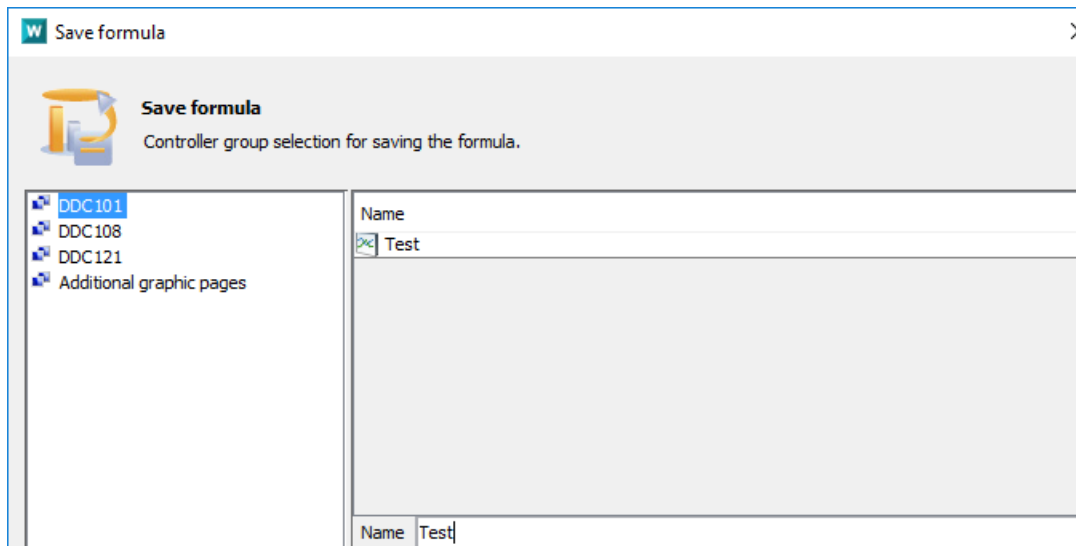 W Save formula
Save formula
Controller group selection for saving the formula.
DDC101
DDC108
DDC121
Additional graphic pages
Name
Test
Name Test